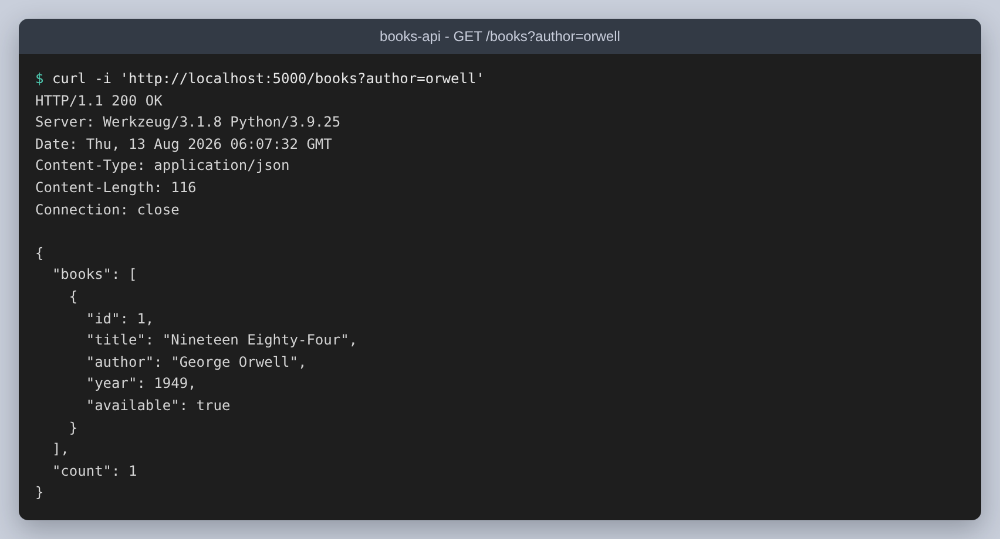 books-api - GET /books?author=orwell
$ curl -i 'http://localhost:5000/books?author=orwell'
HTTP/1.1 200 OK
Server: Werkzeug/3.1.8 Python/3.9.25
Date: Thu, 13 Aug 2026 06:07:32 GMT
Content-Type: application/json
Content-Length: 116
Connection: close

{
  "books": [
    {
      "id": 1,
      "title": "Nineteen Eighty-Four",
      "author": "George Orwell",
      "year": 1949,
      "available": true
    }
  ],
  "count": 1
}